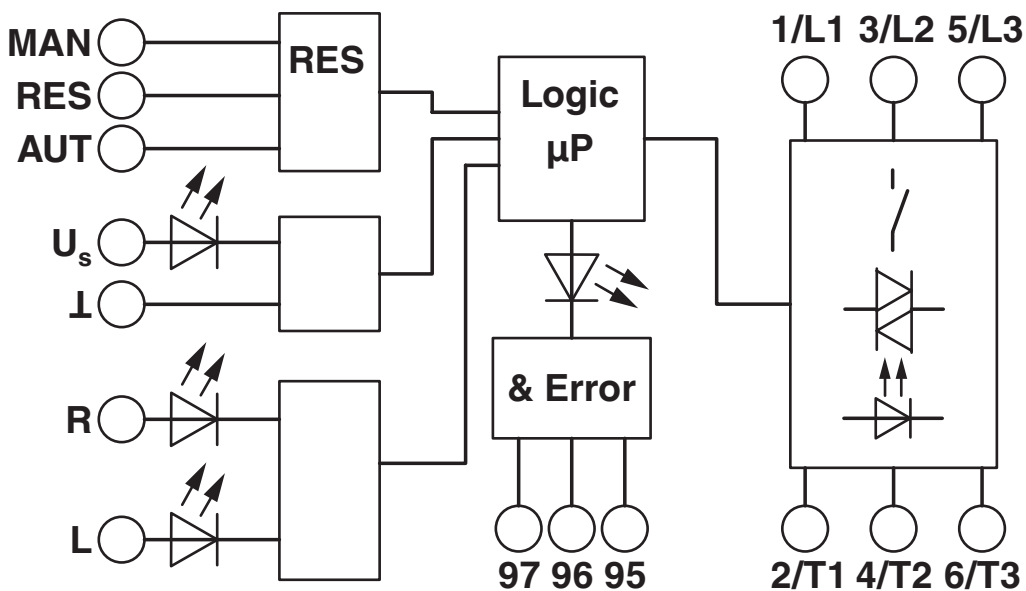 MAN
RES
AUT
RES
Us
⊥
R
L
Logic
µP
& Error
97 96 95
1/L1 3/L2 5/L3
2/T1 4/T2 6/T3